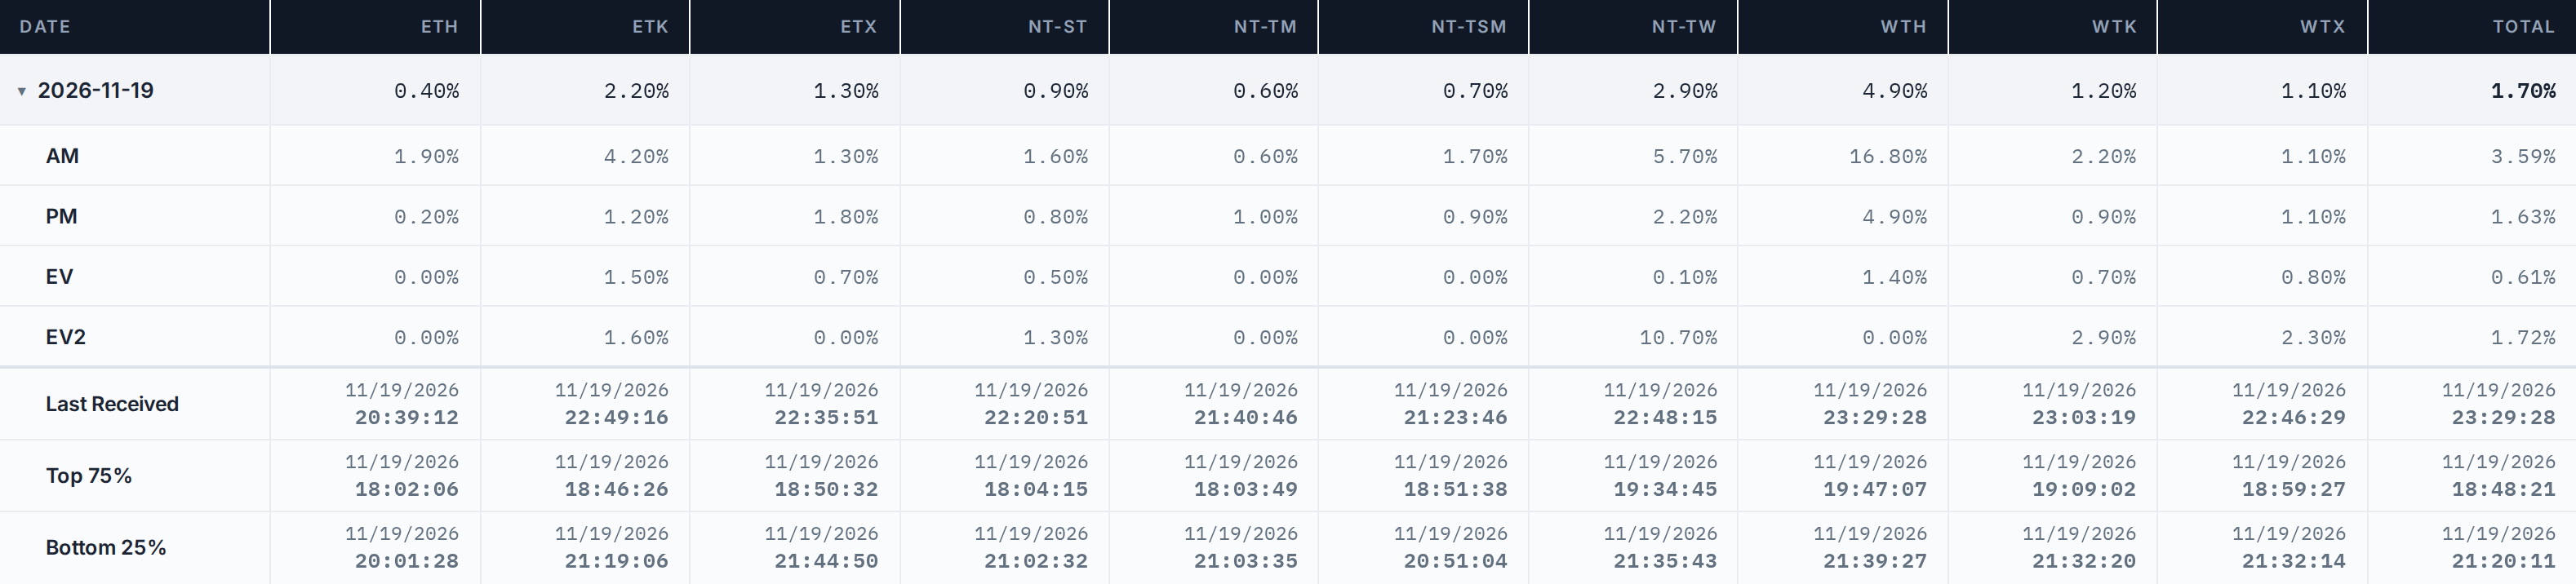 DATE ETH ETK ETX NT-ST NT-TM NT-TSM NT-TW WTH WTK WTX TOTAL
▼ 2026-11-19 0.40% 2.20% 1.30% 0.90% 0.60% 0.70% 2.90% 4.90% 1.20% 1.10% 1.70%
AM 1.90% 4.20% 1.30% 1.60% 0.60% 1.70% 5.70% 16.80% 2.20% 1.10% 3.59%
PM 0.20% 1.20% 1.80% 0.80% 1.00% 0.90% 2.20% 4.90% 0.90% 1.10% 1.63%
EV 0.00% 1.50% 0.70% 0.50% 0.00% 0.00% 0.10% 1.40% 0.70% 0.80% 0.61%
EV2 0.00% 1.60% 0.00% 1.30% 0.00% 0.00% 10.70% 0.00% 2.90% 2.30% 1.72%
11/19/2026 11/19/2026 11/19/2026 11/19/2026 11/19/2026 11/19/2026 11/19/2026 11/19/2026 11/19/2026 11/19/2026 11/19/2026
Last Received
20:39:12 22:49:16 22:35:51 22:20:51 21:40:46 21:23:46 22:48:15 23:29:28 23:03:19 22:46:29 23:29:28
11/19/2026 11/19/2026 11/19/2026 11/19/2026 11/19/2026 11/19/2026 11/19/2026 11/19/2026 11/19/2026 11/19/2026 11/19/2026
Top 75%
18:02:06 18:46:26 18:50:32 18:04:15 18:03:49 18:51:38 19:34:45 19:47:07 19:09:02 18:59:27 18:48:21
11/19/2026 11/19/2026 11/19/2026 11/19/2026 11/19/2026 11/19/2026 11/19/2026 11/19/2026 11/19/2026 11/19/2026 11/19/2026
Bottom 25%
20:01:28 21:19:06 21:44:50 21:02:32 21:03:35 20:51:04 21:35:43 21:39:27 21:32:20 21:32:14 21:20:11